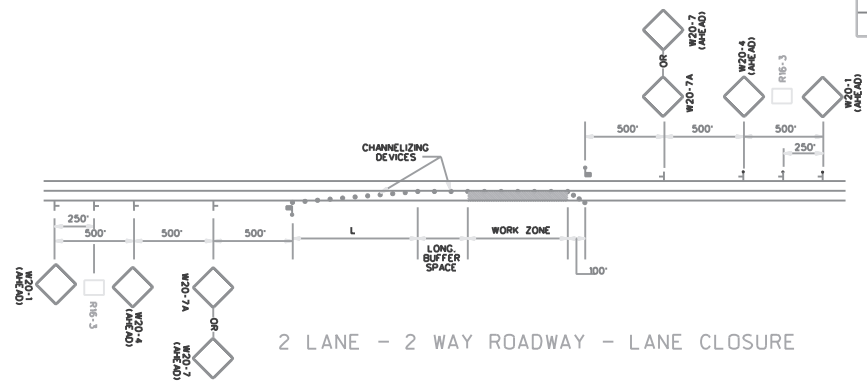 W20-7
(AHEAD)
OR
W20-7A
W20-4
(AHEAD)
R16-3
W20-1
(AHEAD)
500'
500'
500'
250'
CHANNELIZING
DEVICES
250'
500'
500'
500'
L
LONG.
BUFFER
SPACE
WORK ZONE
100'
W20-1
(AHEAD)
R16-3
W20-4
(AHEAD)
W20-7A
OR
W20-7
(AHEAD)
2 LANE - 2 WAY ROADWAY - LANE CLOSURE